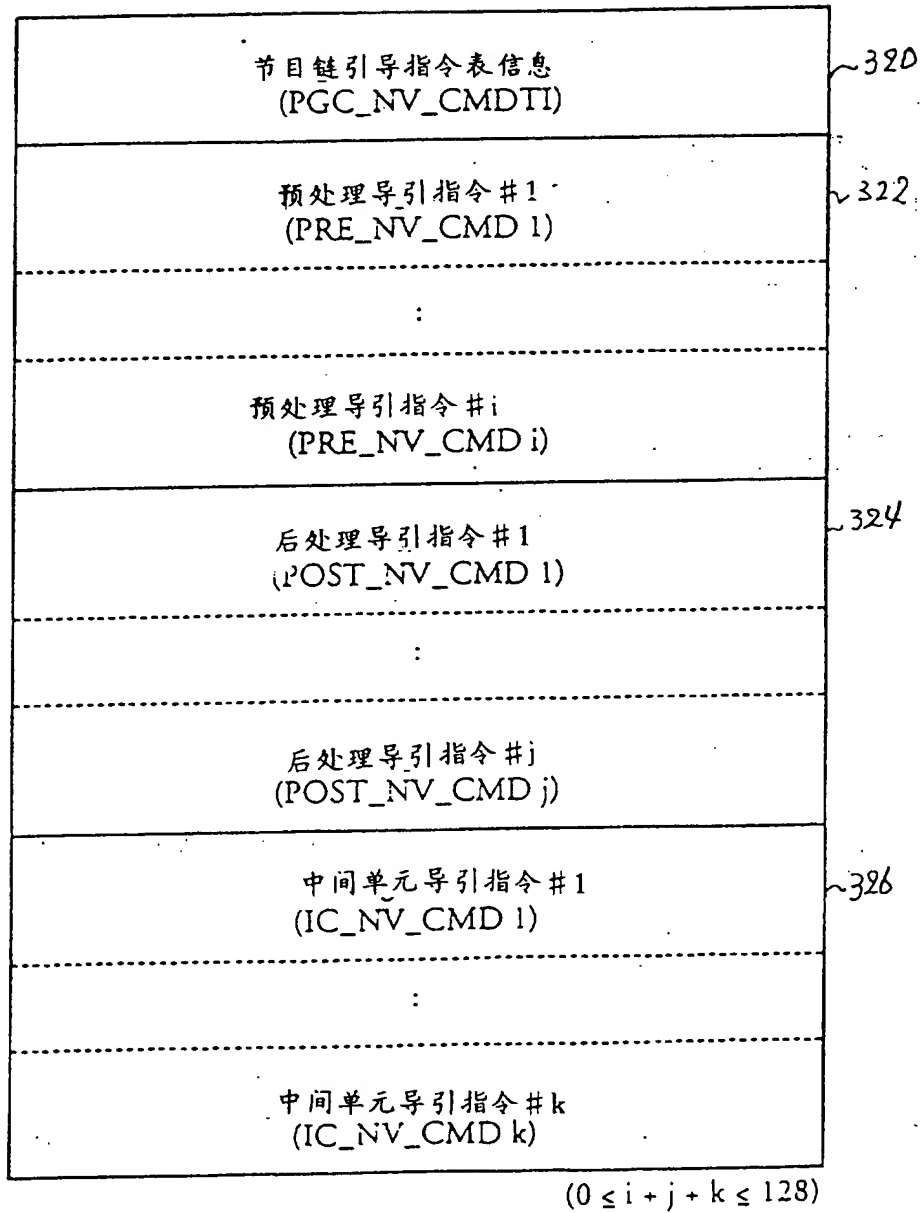 节目链引导指令表信息
(PGC_NV_CMDTI)
~320
预处理导引指令#1
(PRE_NV_CMD 1)
~322
:
预处理导引指令#i
(PRE_NV_CMD i)
后处理导引指令#1
(POST_NV_CMD 1)
~324
:
后处理导引指令#j
(POST_NV_CMD j)
中间单元导引指令#1
(IC_NV_CMD 1)
~326
:
中间单元导引指令#k
(IC_NV_CMD k)
(0 ≤ i + j + k ≤ 128)